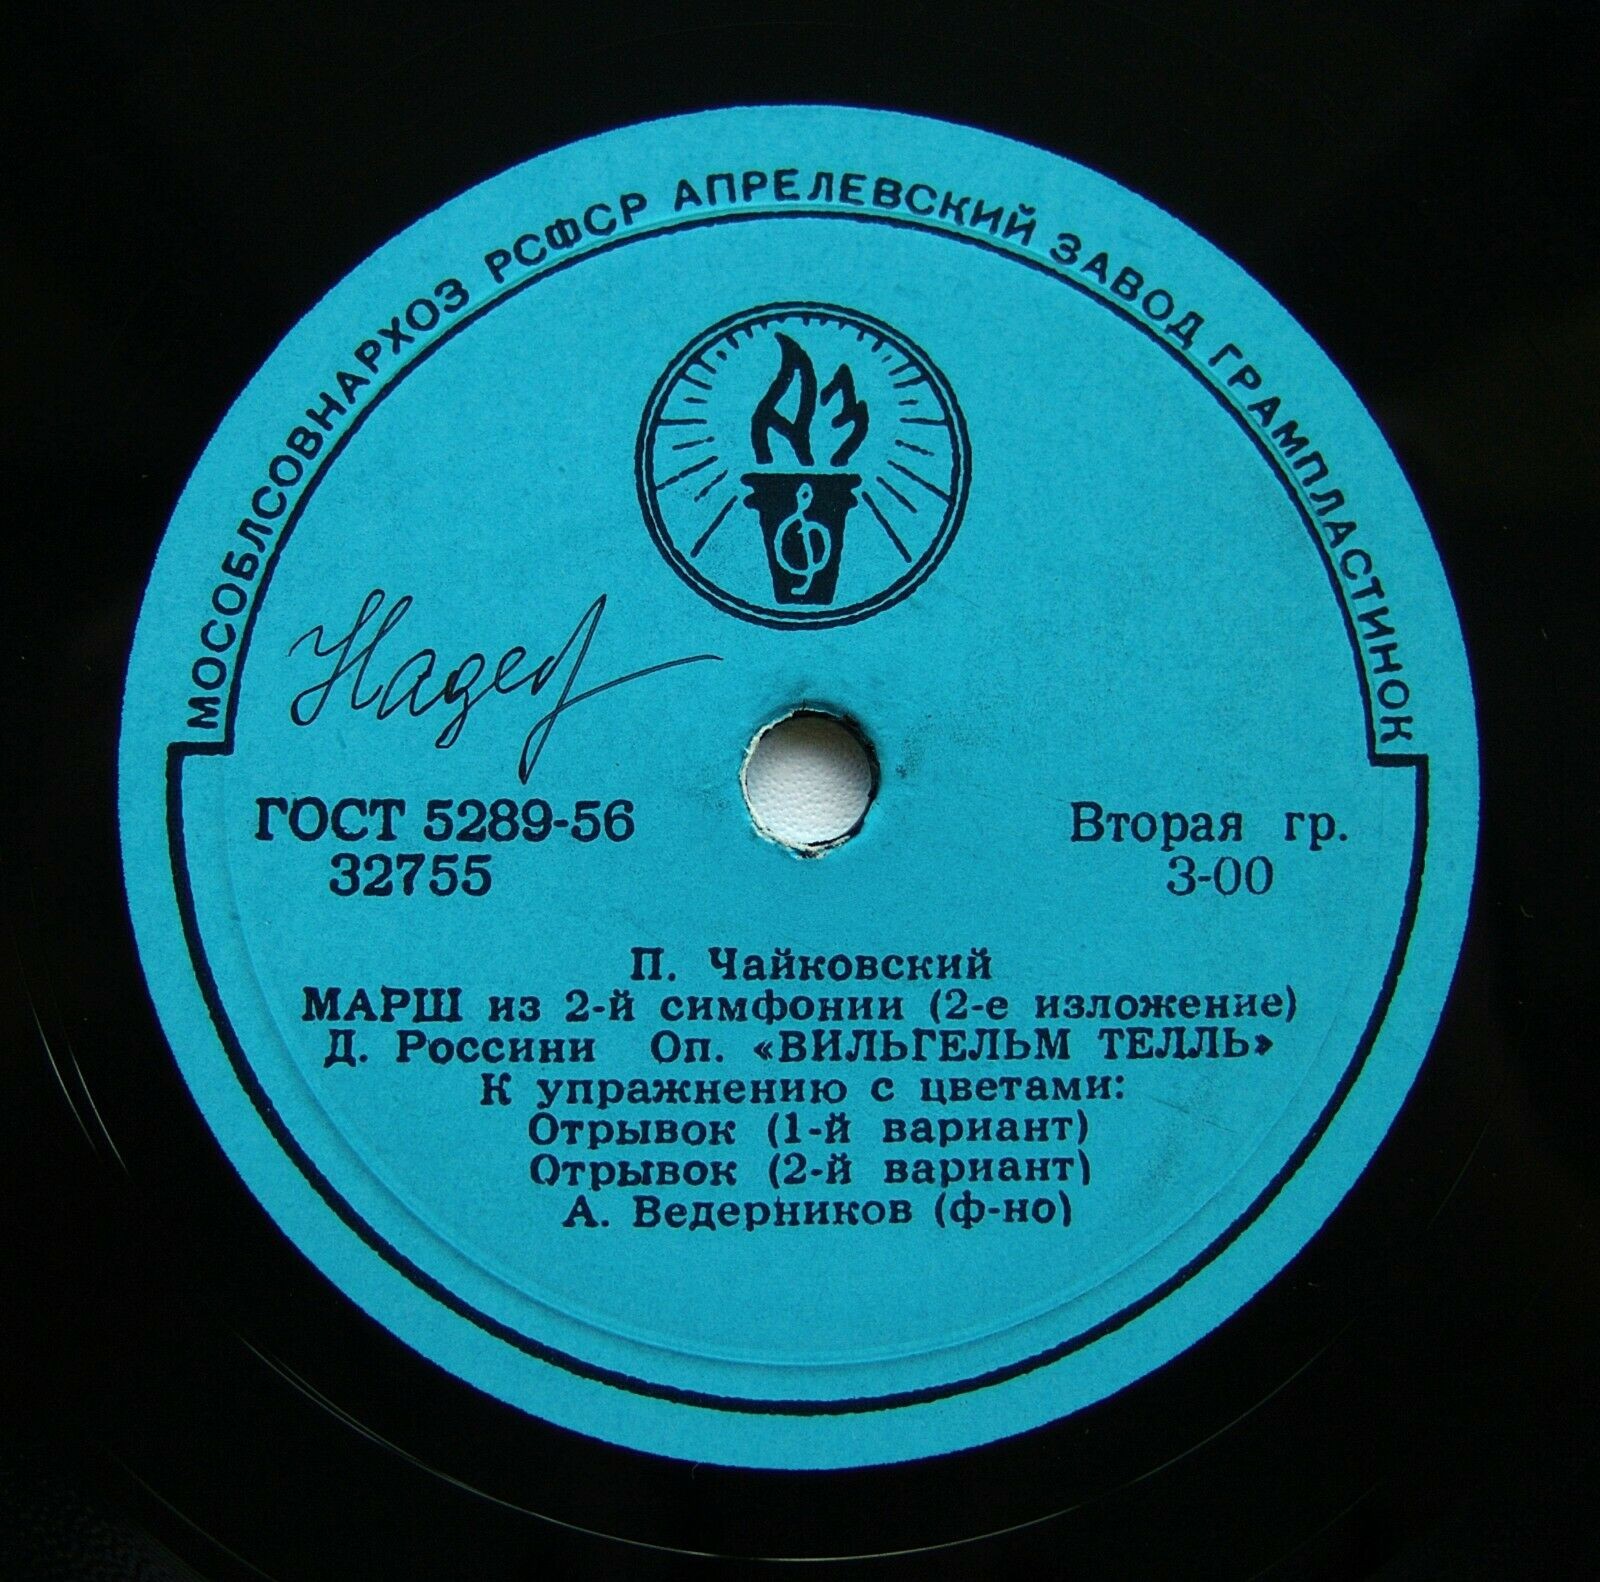 МОСОБЛСОВНАРХОЗ РСФСР АПРЕЛЕВСКИЙ ЗАВОД ГРАМПЛАСТИНОК
АЗ
ГОСТ 5289-56
32755
Вторая гр.
3-00
П. Чайковский
МАРШ из 2-й симфонии (2-е изложение)
Д. Россини Оп. «ВИЛЬГЕЛЬМ ТЕЛЛЬ»
К упражнению с цветами:
Отрывок (1-й вариант)
Отрывок (2-й вариант)
А. Ведерников (ф-но)